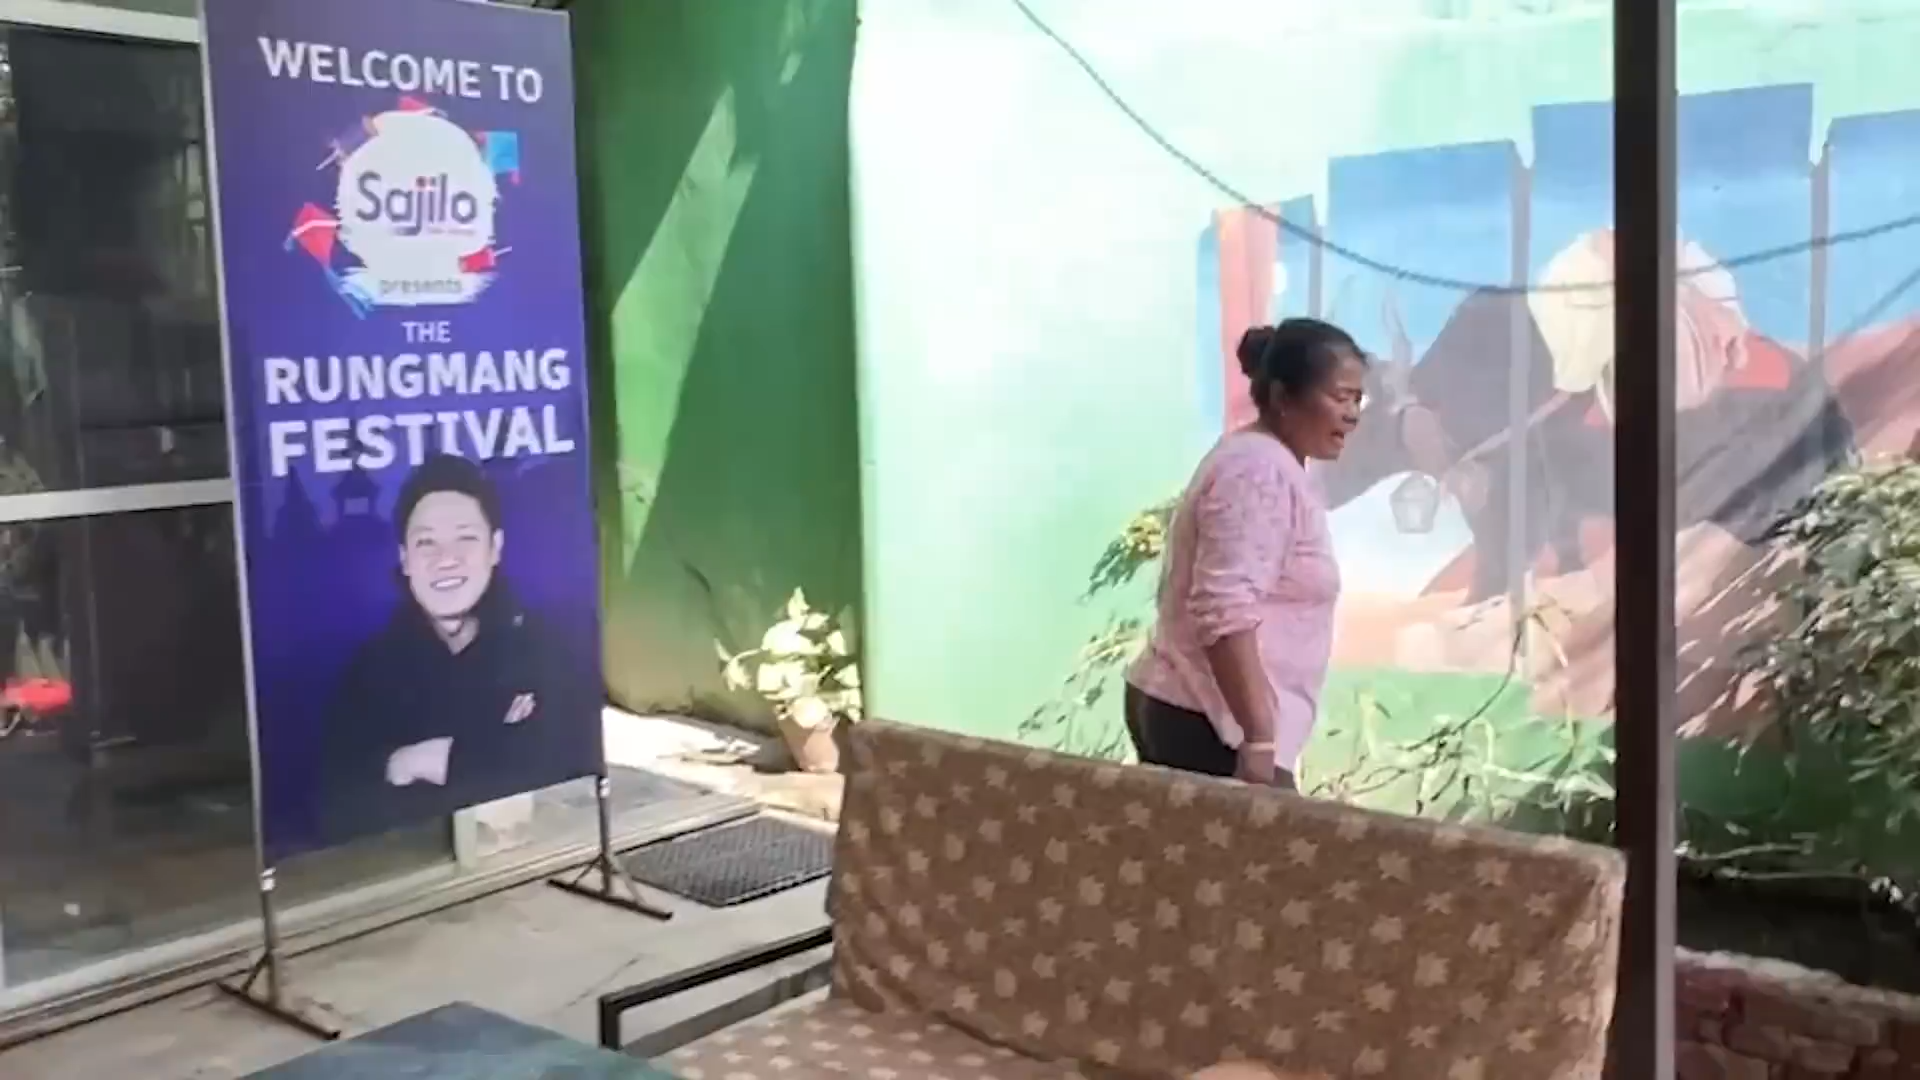 WELCOME TO
Sajilo
presents
THE
RUNGMANG
FESTIVAL